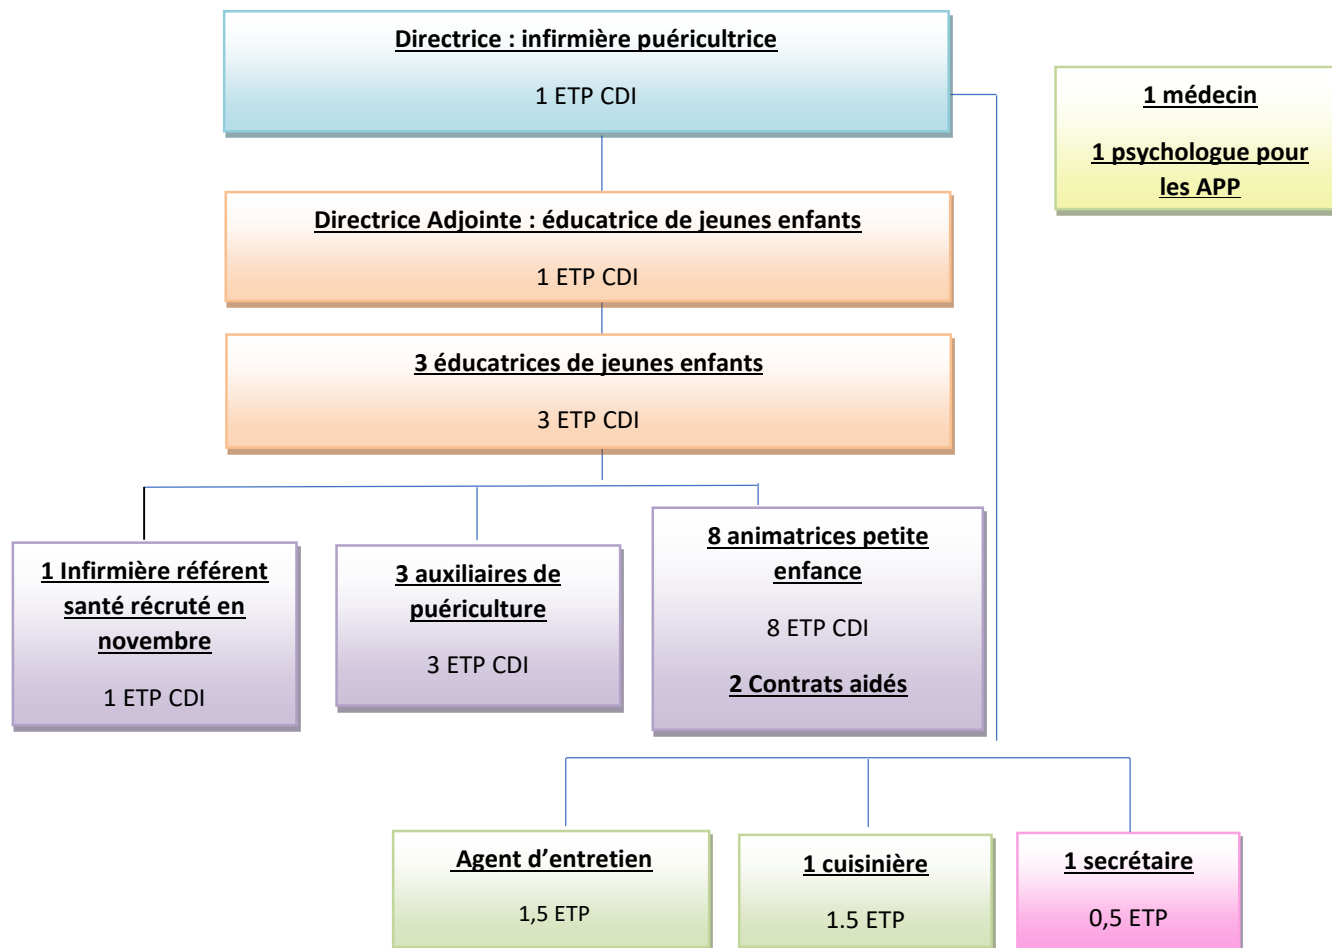 Directrice : infirmière puéricultrice
1 ETP CDI
1 médecin
1 psychologue pour
les APP
Directrice Adjointe : éducatrice de jeunes enfants
1 ETP CDI
3 éducatrices de jeunes enfants
3 ETP CDI
1 Infirmière référent
santé récruté en
novembre
1 ETP CDI
3 auxiliaires de
puériculture
3 ETP CDI
8 animatrices petite
enfance
8 ETP CDI
2 Contrats aidés
Agent d’entretien
1,5 ETP
1 cuisinière
1.5 ETP
1 secrétaire
0,5 ETP